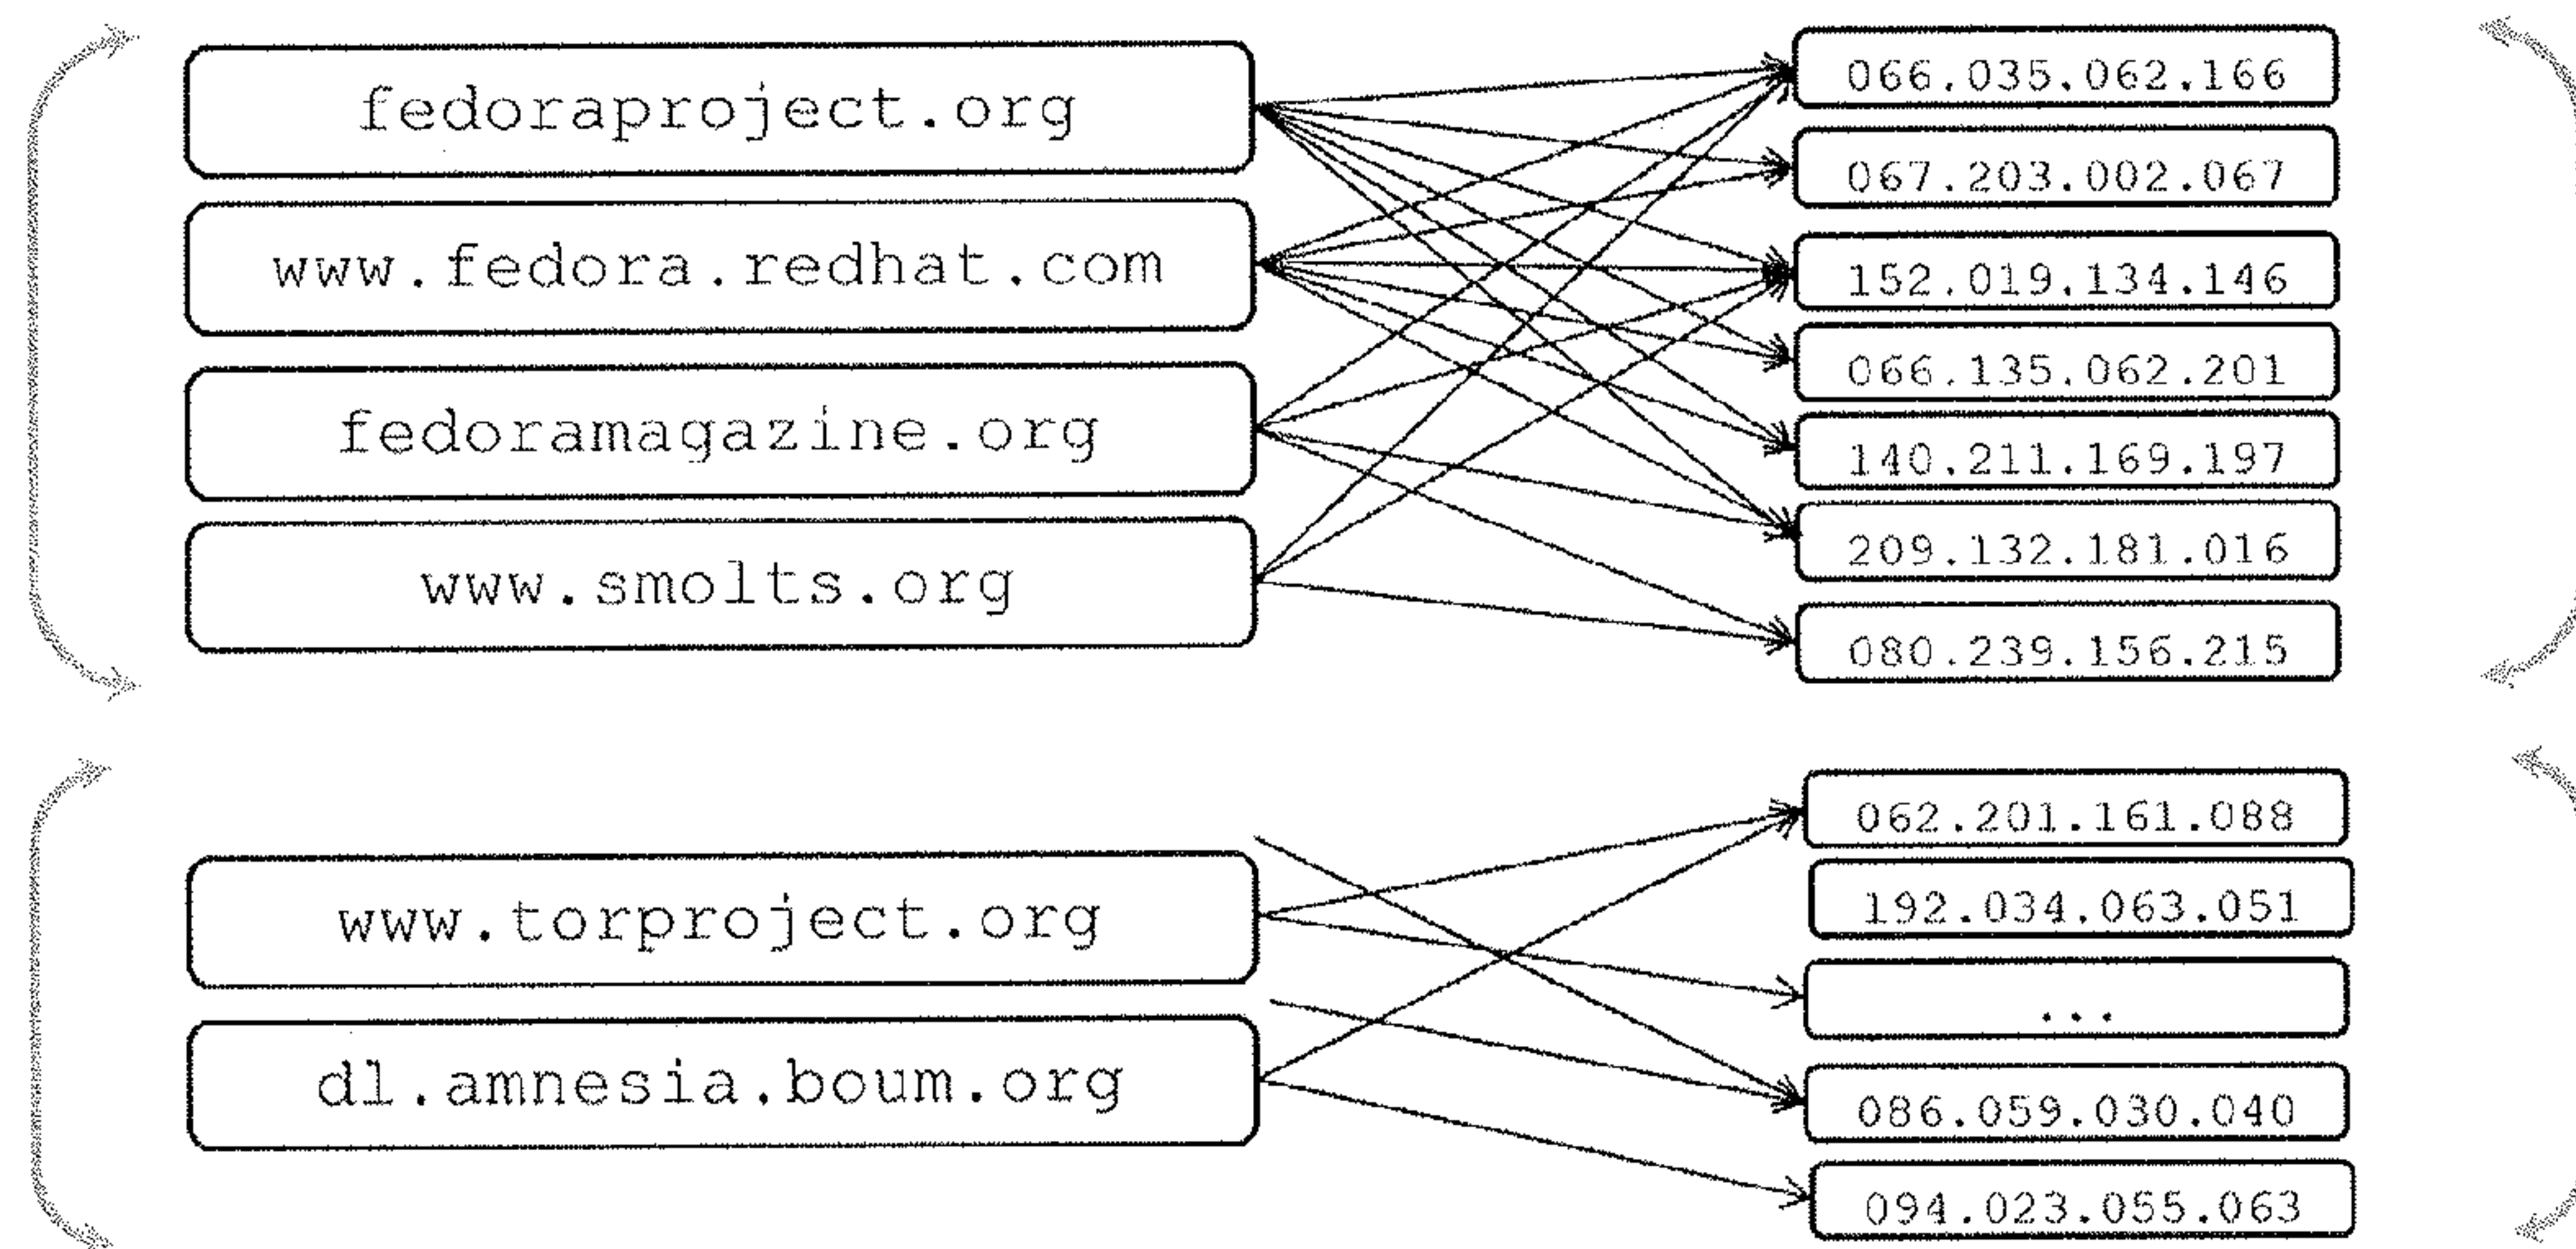 fedoraproject.org
www.fedora.redhat.com
fedoramagazine.org
www.smolts.org
066.035.062.166
067.203.002.067
152.019.134.146
066.135.062.201
140.211.169.197
209.132.181.016
080.239.156.215
www.torproject.org
dl.amnesia.boum.org
062.201.161.088
192.034.063.051
...
086.059.030.040
094.023.055.063